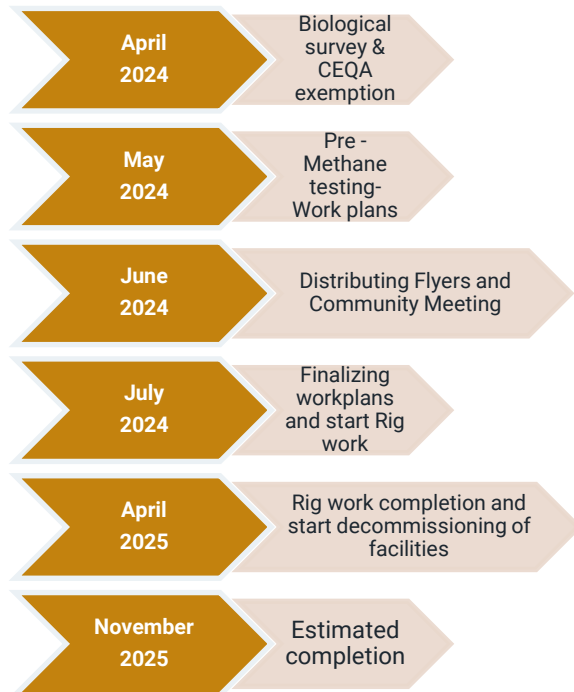 April
2024
Biological
survey &
CEQA
exemption
May
2024
Pre -
Methane
testing-
Work plans
June
2024
Distributing Flyers and
Community Meeting
July
2024
Finalizing
workplans
and start Rig
work
April
2025
Rig work completion and
start decommissioning of
facilities
November
2025
Estimated
completion